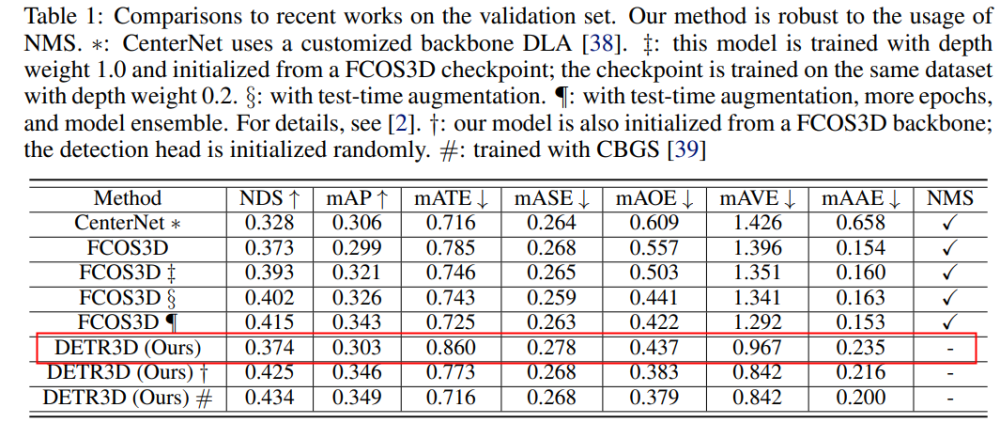 Table 1: Comparisons to recent works on the validation set. Our method is robust to the usage of
NMS. ∗: CenterNet uses a customized backbone DLA [38]. ‡: this model is trained with depth
weight 1.0 and initialized from a FCOS3D checkpoint; the checkpoint is trained on the same dataset
with depth weight 0.2. §: with test-time augmentation. ¶: with test-time augmentation, more epochs,
and model ensemble. For details, see [2]. †: our model is also initialized from a FCOS3D backbone;
the detection head is initialized randomly. #: trained with CBGS [39]
Method NDS ↑ mAP ↑ mATE ↓ mASE ↓ mAOE ↓ mAVE ↓ mAAE ↓ NMS
CenterNet ∗ 0.328 0.306 0.716 0.264 0.609 1.426 0.658 ✓
FCOS3D 0.373 0.299 0.785 0.268 0.557 1.396 0.154 ✓
FCOS3D ‡ 0.393 0.321 0.746 0.265 0.503 1.351 0.160 ✓
FCOS3D § 0.402 0.326 0.743 0.259 0.441 1.341 0.163 ✓
FCOS3D ¶ 0.415 0.343 0.725 0.263 0.422 1.292 0.153 ✓
DETR3D (Ours) 0.374 0.303 0.860 0.278 0.437 0.967 0.235 -
DETR3D (Ours) † 0.425 0.346 0.773 0.268 0.383 0.842 0.216 -
DETR3D (Ours) # 0.434 0.349 0.716 0.268 0.379 0.842 0.200 -